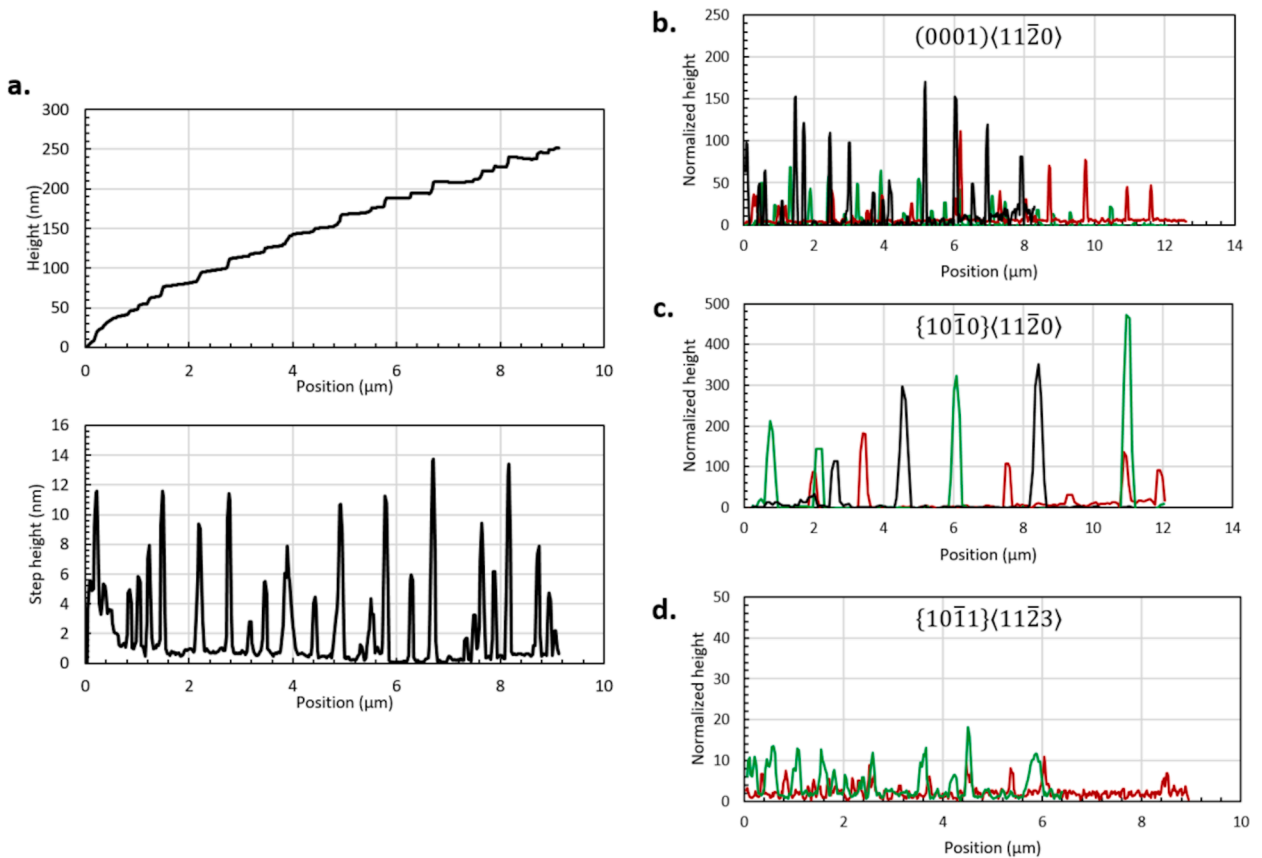 a.
Height (nm)
300
250
200
150
100
50
0
0 2 4 6 8 10
Position (µm)
Step height (nm)
16
14
12
10
8
6
4
2
0
0 2 4 6 8 10
Position (µm)
b.
(0001)⟨112̅0⟩
Normalized height
250
200
150
100
50
0
0 2 4 6 8 10 12 14
Position (µm)
c.
{101̅0}⟨112̅0⟩
Normalized height
500
400
300
200
100
0
0 2 4 6 8 10 12 14
Position (µm)
d.
{101̅1}⟨112̅3⟩
Normalized height
50
40
30
20
10
0
0 2 4 6 8 10
Position (µm)